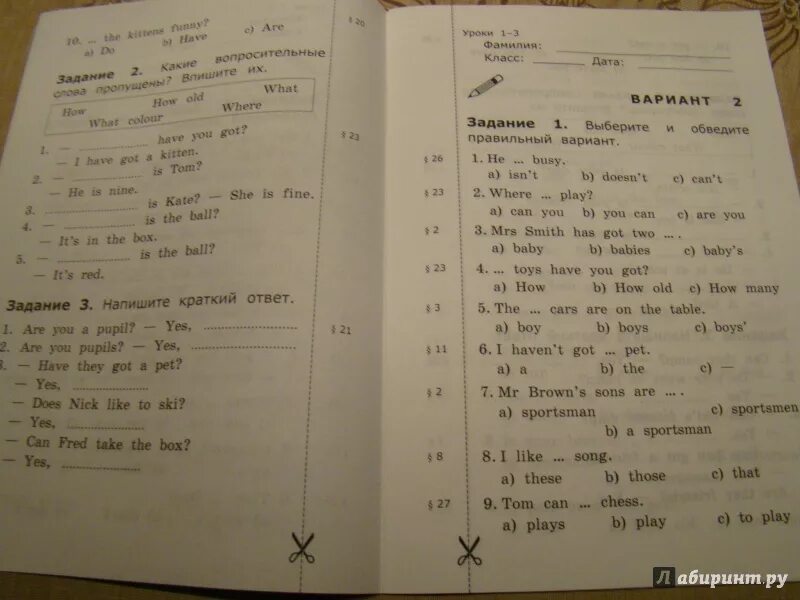 10. ... the kittens funny?
a) Do b) Have c) Are
§ 20
Задание 2. Какие вопросительные
слова пропущены? Впишите их.
How How old What
What colour Where
1. — have you got?
— I have got a kitten.
§ 23
2. — is Tom?
— He is nine.
3. is Kate? — She is fine.
4. — is the ball?
— It's in the box.
5. — is the ball?
— It's red.
Задание 3. Напишите краткий ответ.
1. Are you a pupil? — Yes,
§ 21
2. Are you pupils? — Yes,
3. — Have they got a pet?
— Yes,
— Does Nick like to ski?
— Yes,
— Can Fred take the box?
— Yes,
Уроки 1–3
Фамилия:
Класс: Дата:
ВАРИАНТ 2
Задание 1. Выберите и обведите
правильный вариант.
§ 26 1. He ... busy.
a) isn't b) doesn't c) can't
§ 23 2. Where ... play?
a) can you b) you can c) are you
§ 2 3. Mrs Smith has got two ... .
a) baby b) babies c) baby's
§ 23 4. ... toys have you got?
a) How b) How old c) How many
§ 3 5. The ... cars are on the table.
a) boy b) boys c) boys'
§ 11 6. I haven't got ... pet.
a) a b) the c) —
§ 2 7. Mr Brown's sons are ... .
a) sportsman c) sportsmen
b) a sportsman
§ 8 8. I like ... song.
a) these b) those c) that
§ 27 9. Tom can ... chess.
a) plays b) play c) to play
Лабиринт.ру